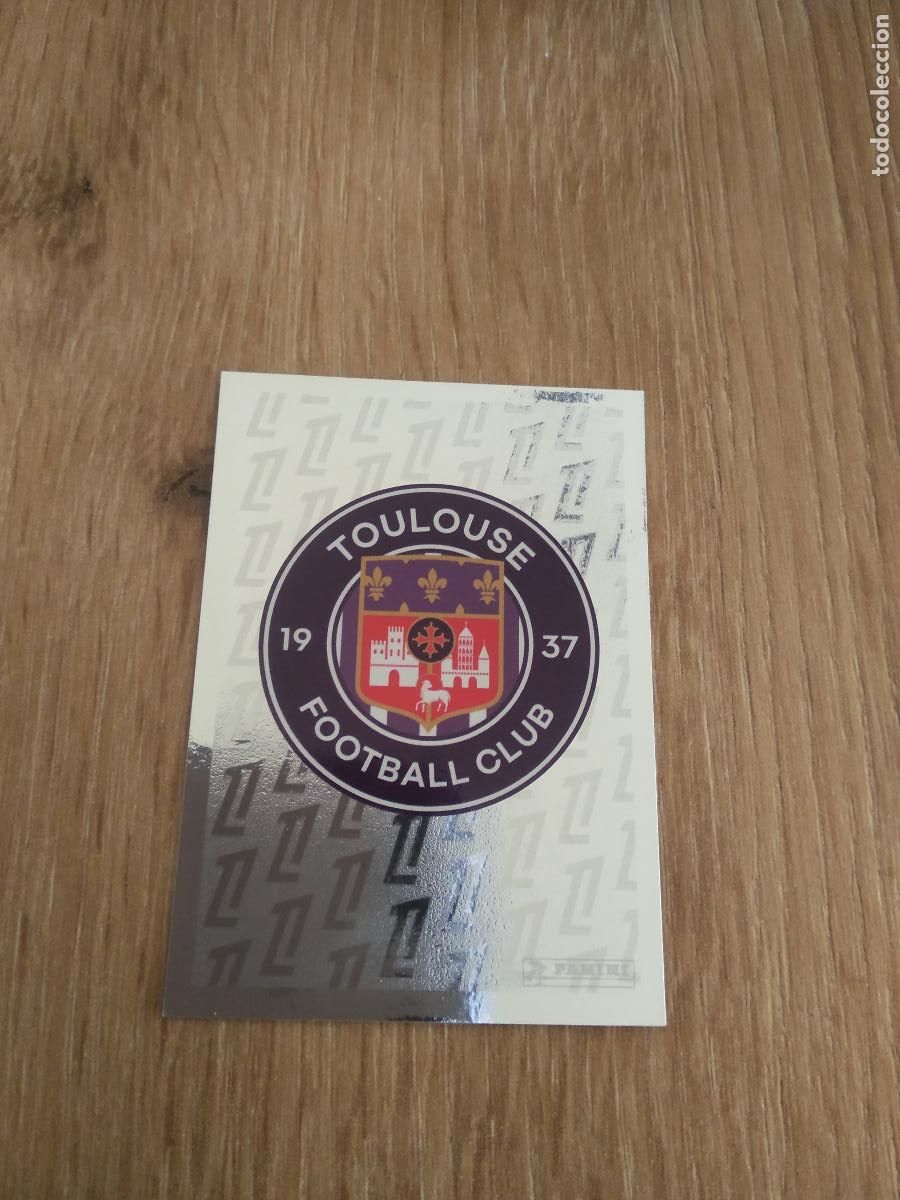 todocoleccion
TOULOUSE
19 37
FOOTBALL CLUB
PANINI